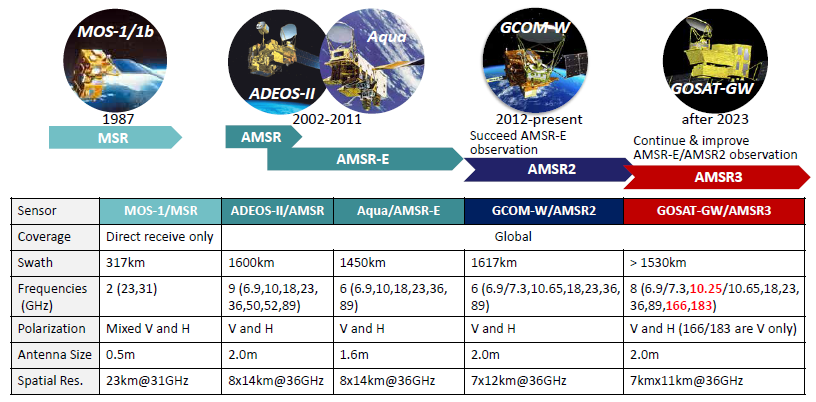 MOS-1/1b
ADEOS-II
Aqua
GCOM-W
GOSAT-GW
1987
2002-2011
2012-present
after 2023
Succeed AMSR-E
observation
Continue & improve
AMSR-E/AMSR2 observation
MSR
AMSR
AMSR-E
AMSR2
AMSR3
Sensor MOS-1/MSR ADEOS-II/AMSR Aqua/AMSR-E GCOM-W/AMSR2 GOSAT-GW/AMSR3
Coverage Direct receive only Global
Swath 317km 1600km 1450km 1617km > 1530km
Frequencies 2 (23,31) 9 (6.9,10,18,23, 6 (6.9,10,18,23,36, 6 (6.9/7.3,10.65,18,23,36, 8 (6.9/7.3,10.25/10.65,18,23,
(GHz) 36,50,52,89) 89) 89) 36,89,166,183)
Polarization Mixed V and H V and H V and H V and H V and H (166/183 are V only)
Antenna Size 0.5m 2.0m 1.6m 2.0m 2.0m
Spatial Res. 23km@31GHz 8x14km@36GHz 8x14km@36GHz 7x12km@36GHz 7kmx11km@36GHz